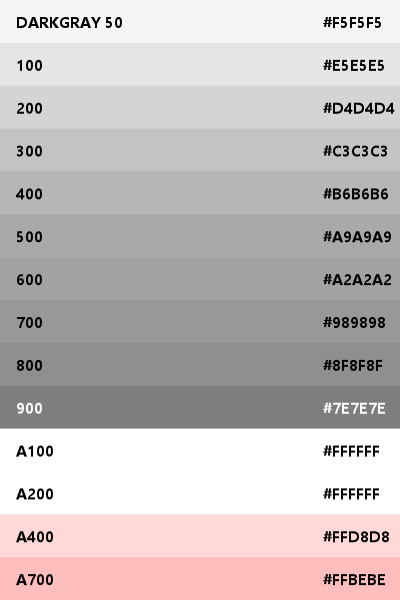 DARKGRAY 50 #F5F5F5
100 #E5E5E5
200 #D4D4D4
300 #C3C3C3
400 #B6B6B6
500 #A9A9A9
600 #A2A2A2
700 #989898
800 #8F8F8F
900 #7E7E7E
A100 #FFFFFF
A200 #FFFFFF
A400 #FFD8D8
A700 #FFBEBE